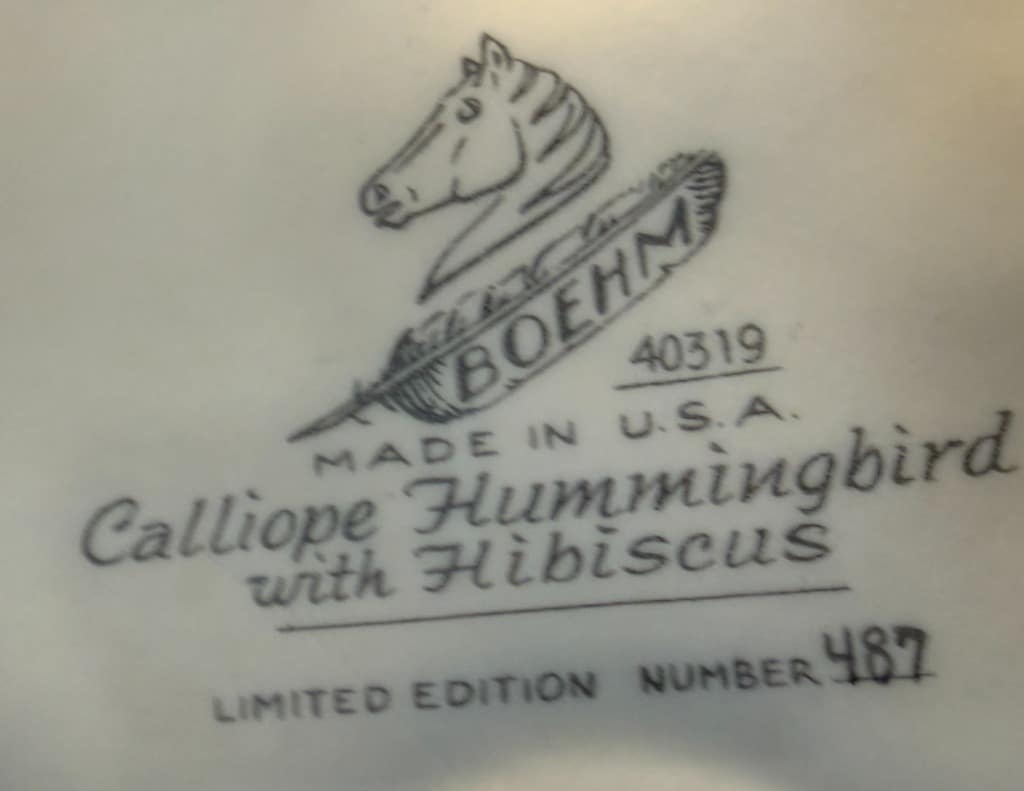 BOEHM
40319
MADE IN U.S.A.
Calliope Hummingbird
with Hibiscus
LIMITED EDITION NUMBER 487